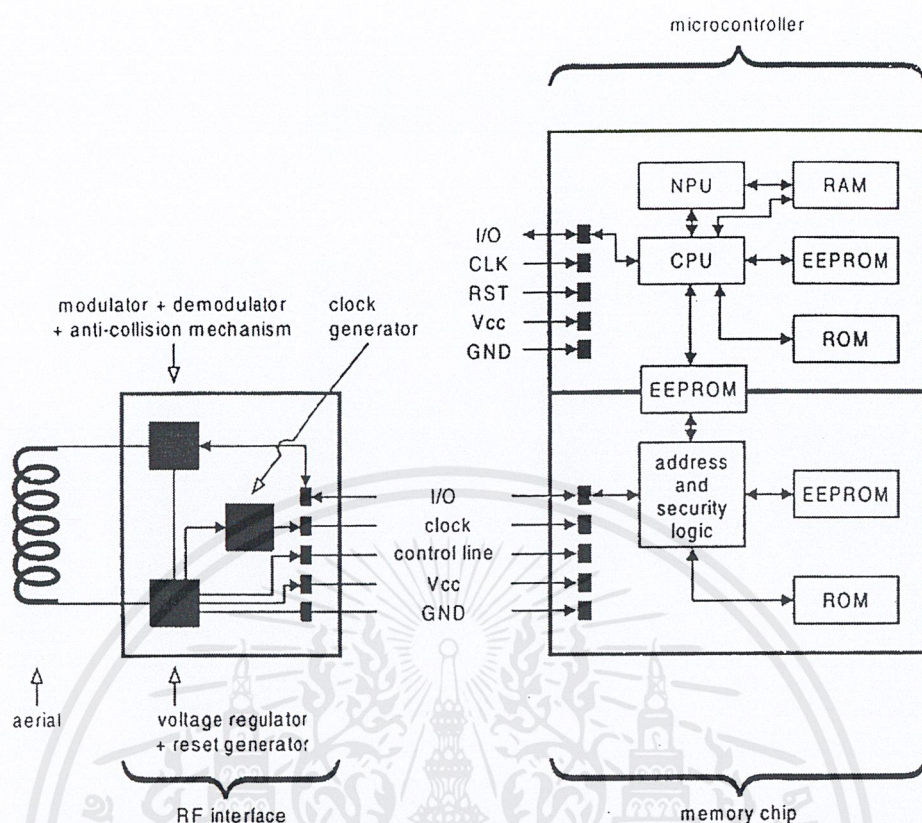 microcontroller
NPU
RAM
I/O
CPU
EEPROM
CLK
RST
Vcc
GND
ROM
EEPROM
modulator + demodulator
+ anti-collision mechanism
clock
generator
address
and
security
logic
EEPROM
ROM
I/O
clock
control line
Vcc
GND
aerial
voltage regulator
+ reset generator
RF interface
memory chip